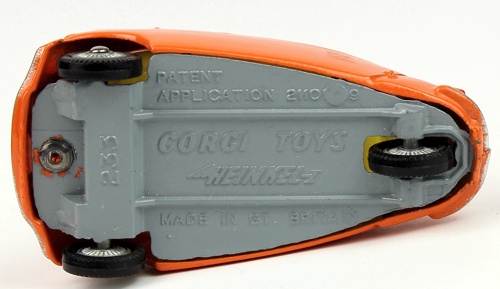 PATENT
APPLICATION
CORGI TOYS
HEINKEL-I
MADE IN GT. BRITAIN
233